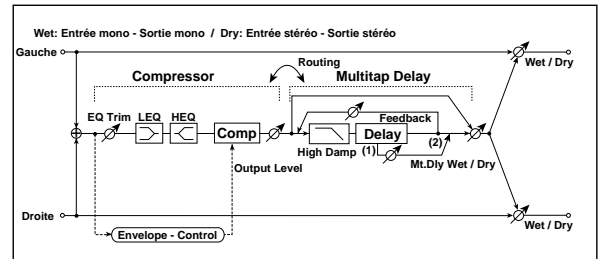 Wet: Entrée mono - Sortie mono / Dry: Entrée stéréo - Sortie stéréo
Gauche
Wet / Dry
Routing
Compressor
Multitap Delay
EQ Trim
LEQ
HEQ
Feedback
Comp
Delay
High Damp
(1)
(2)
Mt.Dly Wet / Dry
Output Level
Droite
Envelope - Control
Wet / Dry